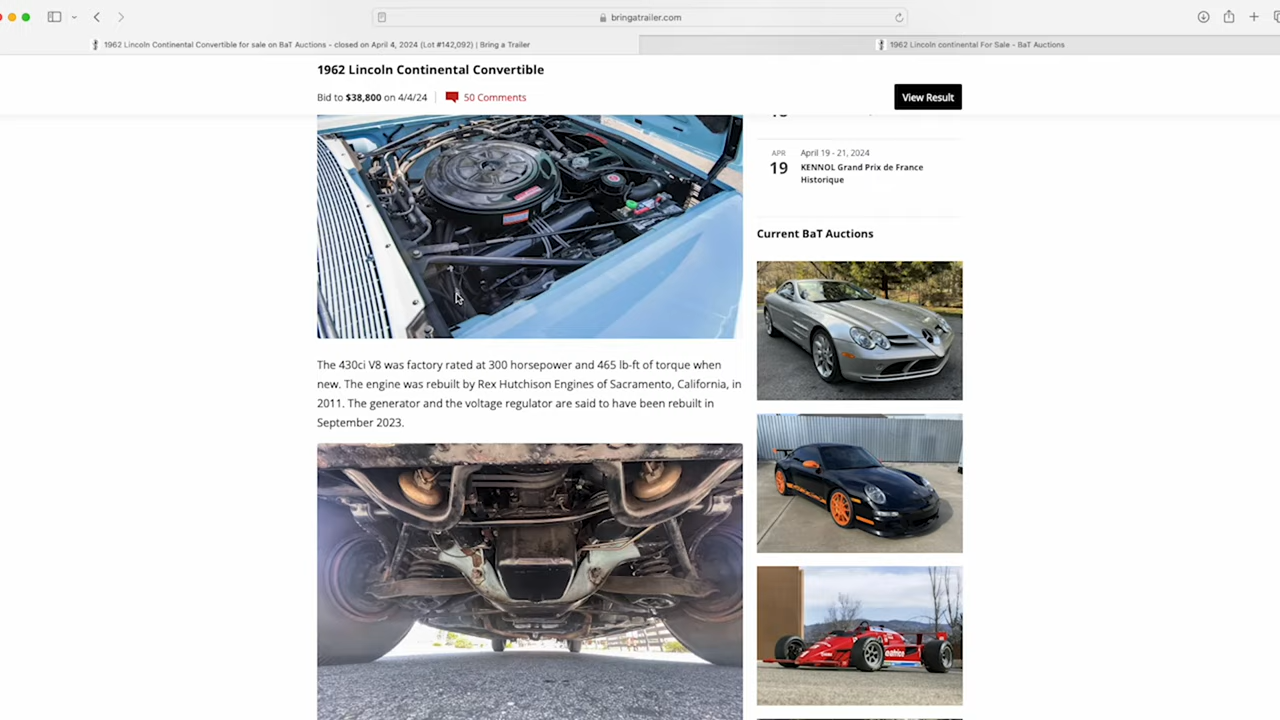 bringatrailer.com
1962 Lincoln Continental Convertible for sale on BaT Auctions - closed on April 4, 2024 (Lot #142,092) | Bring a Trailer
1962 Lincoln continental For Sale - BaT Auctions
1962 Lincoln Continental Convertible
Bid to $38,800 on 4/4/24
50 Comments
View Result
APR
19
April 19 - 21, 2024
KENNOL Grand Prix de France
Historique
Current BaT Auctions
The 430ci V8 was factory rated at 300 horsepower and 465 lb-ft of torque when
new. The engine was rebuilt by Rex Hutchison Engines of Sacramento, California, in
2011. The generator and the voltage regulator are said to have been rebuilt in
September 2023.